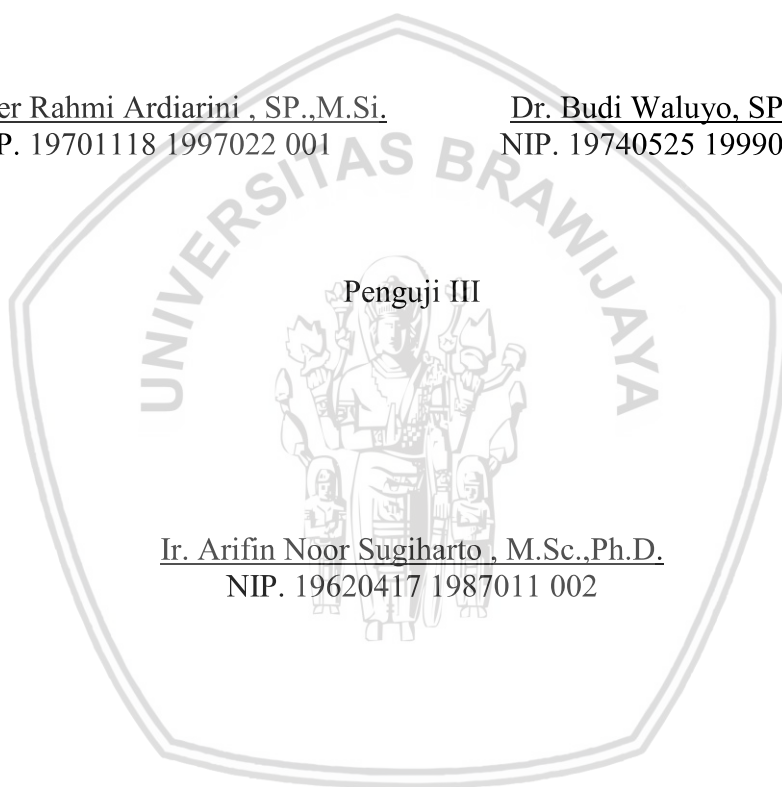 er Rahmi Ardiarini , SP.,M.Si.
P. 19701118 1997022 001
Dr. Budi Waluyo, SP
NIP. 19740525 19990
UNIVERSITAS BRAWIJAYA
Penguji III
Ir. Arifin Noor Sugiharto , M.Sc.,Ph.D.
NIP. 19620417 1987011 002